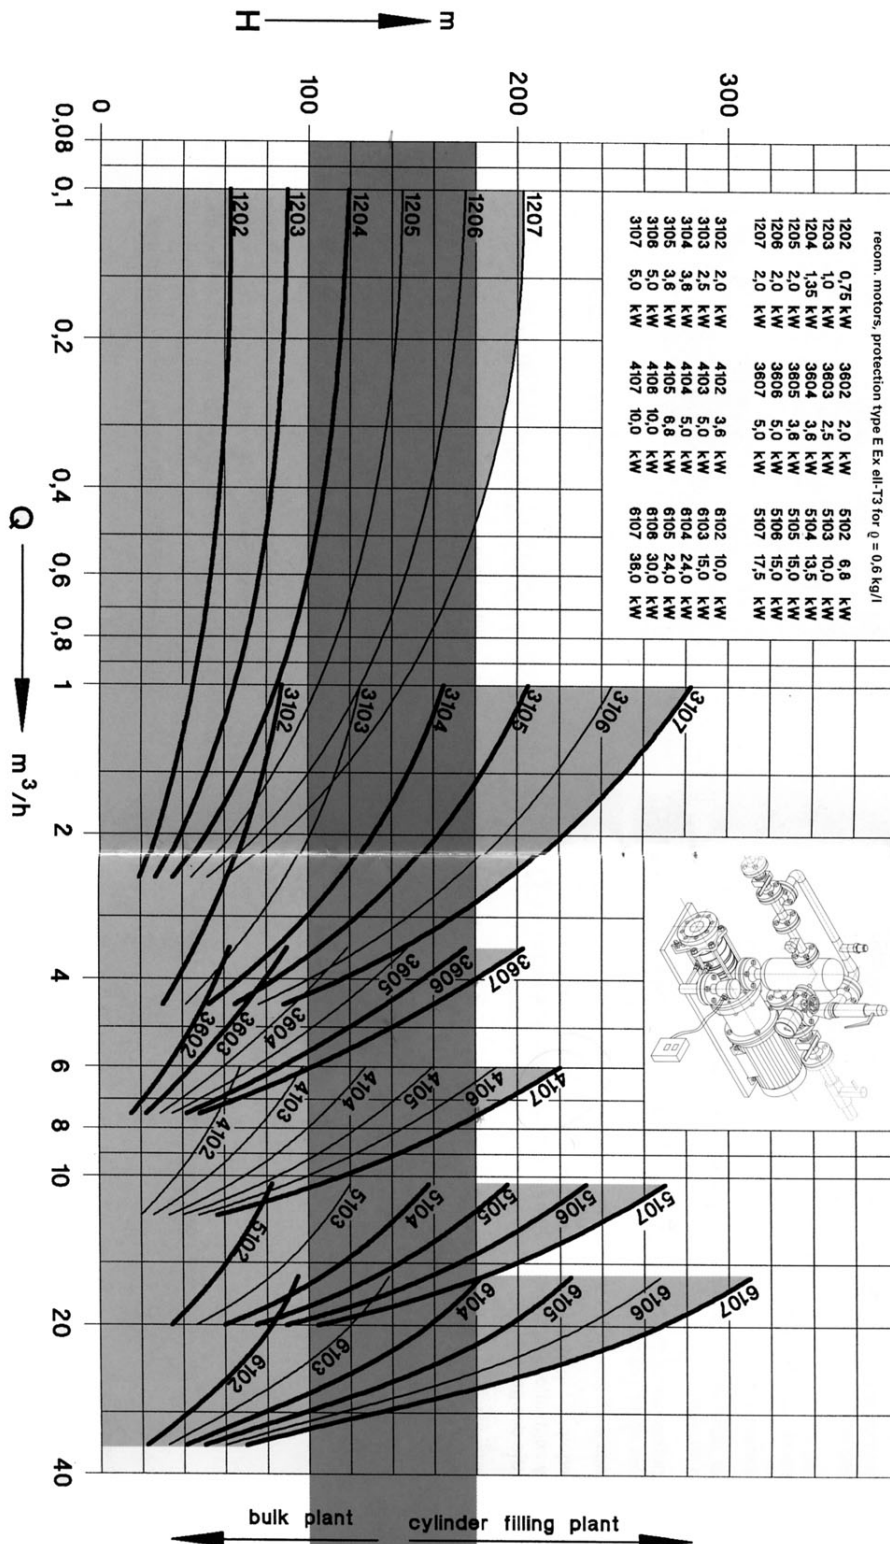 recom. motors, protection type E Ex eII-T3 for ϱ = 0,6 kg/l
1202 0,75 kW 3602 2,0 kW 5102 6,8 kW
1203 1,0 kW 3603 2,5 kW 5103 10,0 kW
1204 1,35 kW 3604 3,6 kW 5104 13,5 kW
1205 2,0 kW 3605 3,6 kW 5105 15,0 kW
1206 2,0 kW 3606 5,0 kW 5106 15,0 kW
1207 2,0 kW 3607 5,0 kW 5107 17,5 kW
3102 2,0 kW 4102 3,6 kW 6102 10,0 kW
3103 2,5 kW 4103 5,0 kW 6103 15,0 kW
3104 3,6 kW 4104 5,0 kW 6104 24,0 kW
3105 3,6 kW 4105 6,8 kW 6105 24,0 kW
3106 5,0 kW 4106 10,0 kW 6106 30,0 kW
3107 5,0 kW 4107 10,0 kW 6107 36,0 kW
m
H
300
200
100
0
1207
1206
1205
1204
1203
1202
3107
3106
3105
3104
3103
3102
3607
3606
3605
3604
3603
3602
4107
4106
4105
4104
4103
4102
5107
5106
5105
5104
5103
5102
6107
6106
6105
6104
6103
6102
cylinder filling plant
bulk plant
0,08
0,1
0,2
0,4
0,6
0,8
1
2
4
6
8
10
20
40
Q
m³/h